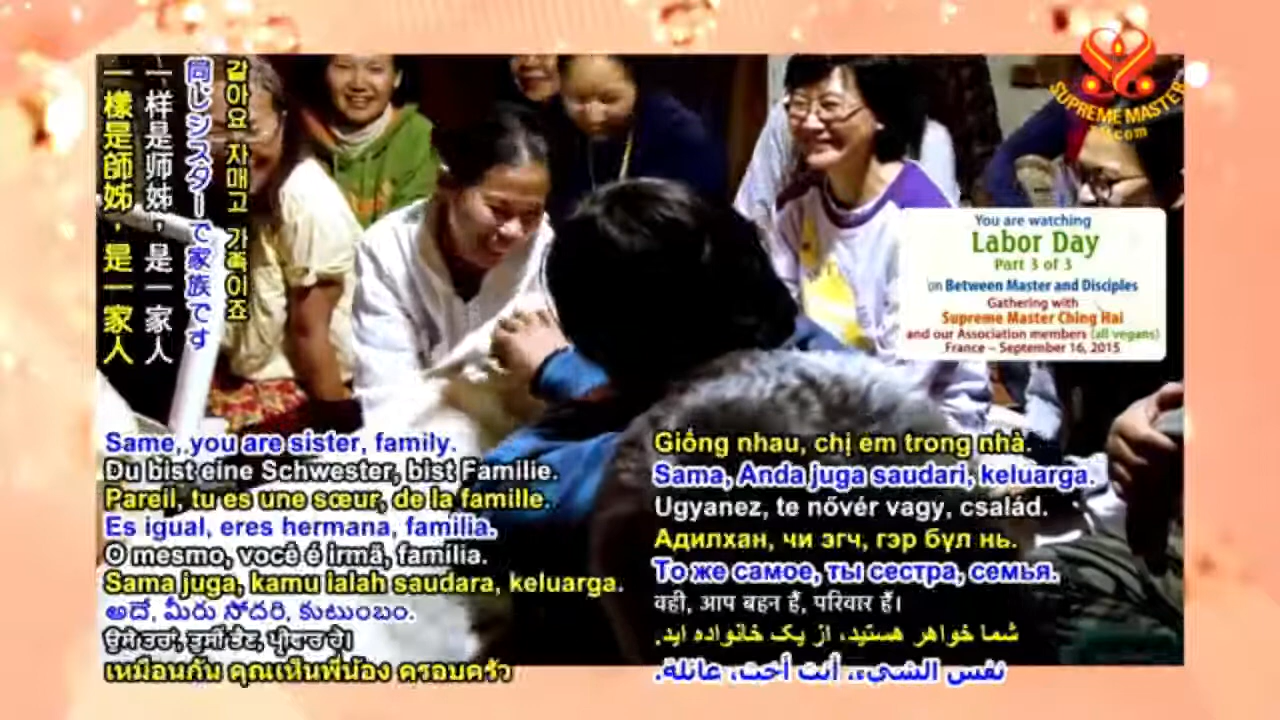 一樣是師姊，是一家人
一样是师姊，是一家人
同じシスターで家族です
같아요 자매고 가족이죠
SUPREME MASTER
TV.com
You are watching
Labor Day
Part 3 of 3
on Between Master and Disciples
Gathering with
Supreme Master Ching Hai
and our Association members (all vegans)
France – September 16, 2015
Same, you are sister, family.
Du bist eine Schwester, bist Familie.
Pareil, tu es une sœur, de la famille.
Es igual, eres hermana, familia.
O mesmo, você é irmã, família.
Sama juga, kamu ialah saudara, keluarga.
అదే, మీరు సోదరి, కుటుంబం.
ਉਸੇ ਤਰਾਂ, ਤੁਸੀਂ ਭੈਣ, ਪ੍ਰੀਵਾਰ ਹੋ।
เหมือนกัน คุณเห็นพี่น้อง ครอบครัว
Giống nhau, chị em trong nhà.
Sama, Anda juga saudari, keluarga.
Ugyanez, te nővér vagy, család.
Адилхан, чи эгч, гэр бүл нь.
То же самое, ты сестра, семья.
वही, आप बहन हैं, परिवार हैं।
شما خواهر هستید، از یک خانواده اید.
نفس الشيء، أنت أخت، عائلة.